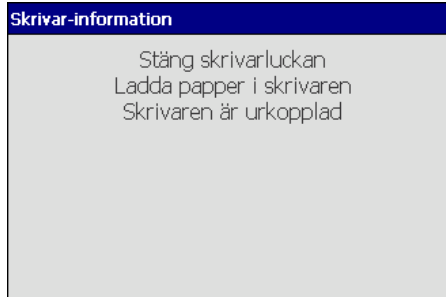 Skrivar-information
Stäng skrivarluckan
Ladda papper i skrivaren
Skrivaren är urkopplad